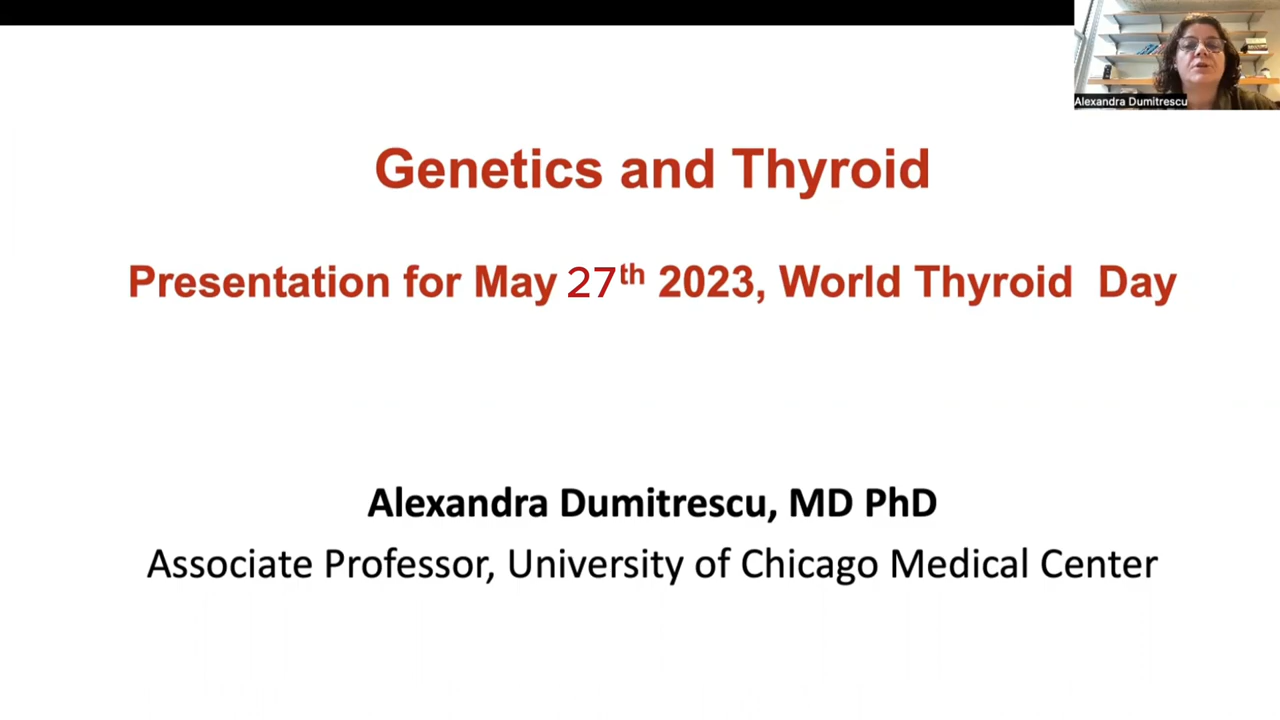 Alexandra Dumitrescu
Genetics and Thyroid
Presentation for May 27th 2023, World Thyroid Day
Alexandra Dumitrescu, MD PhD
Associate Professor, University of Chicago Medical Center